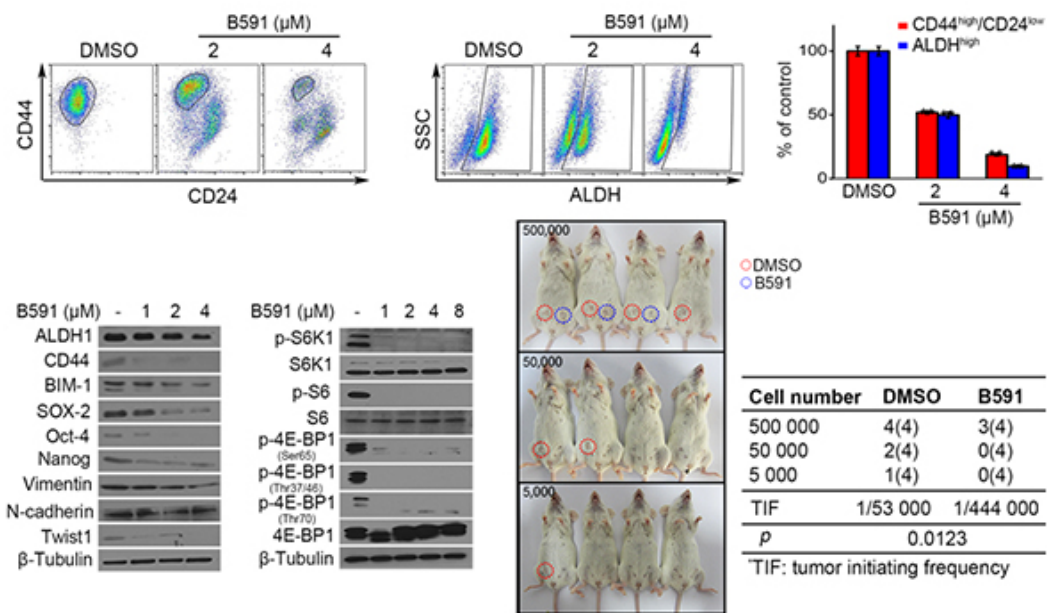 B591 (μM)
DMSO 2 4
CD44
CD24
B591 (μM)
DMSO 2 4
SSC
ALDH
CD44high/CD24low
ALDHhigh
% of control
100
50
0
DMSO 2 4
B591 (μM)
B591 (μM) - 1 2 4
ALDH1
CD44
BIM-1
SOX-2
Oct-4
Nanog
Vimentin
N-cadherin
Twist1
β-Tubulin
B591 (μM) - 1 2 4 8
p-S6K1
S6K1
p-S6
S6
p-4E-BP1
(Ser65)
p-4E-BP1
(Thr37/46)
p-4E-BP1
(Thr70)
4E-BP1
β-Tubulin
500,000
50,000
5,000
DMSO
B591
Cell number DMSO B591
500 000 4(4) 3(4)
50 000 2(4) 0(4)
5 000 1(4) 0(4)
TIF 1/53 000 1/444 000
p 0.0123
*TIF: tumor initiating frequency